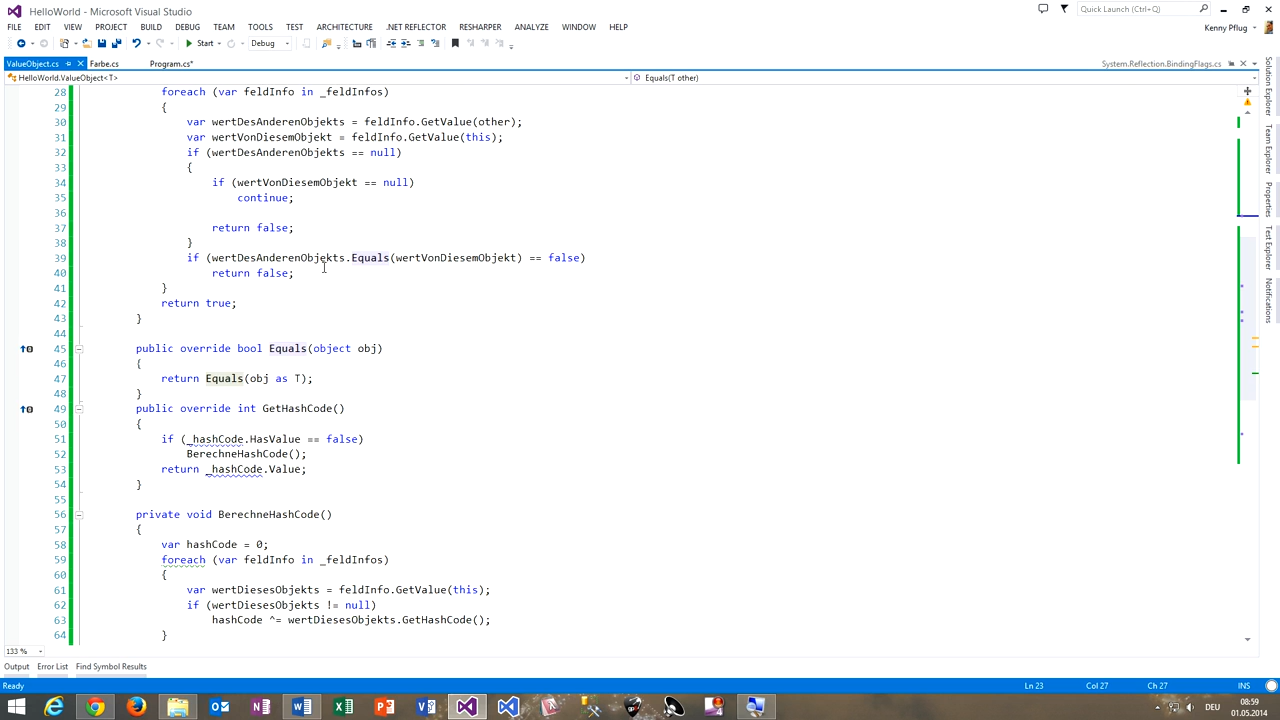 HelloWorld - Microsoft Visual Studio
Quick Launch (Ctrl+Q)
FILE EDIT VIEW PROJECT BUILD DEBUG TEAM TOOLS TEST ARCHITECTURE .NET REFLECTOR RESHARPER ANALYZE WINDOW HELP
Kenny Pflug
Start Debug
ValueObject.cs Farbe.cs Program.cs* System.Reflection.BindingFlags.cs
HelloWorld.ValueObject<T> Equals(T other)
28 foreach (var feldInfo in _feldInfos)
29 {
30 var wertDesAnderenObjekts = feldInfo.GetValue(other);
31 var wertVonDiesemObjekt = feldInfo.GetValue(this);
32 if (wertDesAnderenObjekts == null)
33 {
34 if (wertVonDiesemObjekt == null)
35 continue;
36
37 return false;
38 }
39 if (wertDesAnderenObjekts.Equals(wertVonDiesemObjekt) == false)
40 return false;
41 }
42 return true;
43 }
44
45 public override bool Equals(object obj)
46 {
47 return Equals(obj as T);
48 }
49 public override int GetHashCode()
50 {
51 if (_hashCode.HasValue == false)
52 BerechneHashCode();
53 return _hashCode.Value;
54 }
55
56 private void BerechneHashCode()
57 {
58 var hashCode = 0;
59 foreach (var feldInfo in _feldInfos)
60 {
61 var wertDiesesObjekts = feldInfo.GetValue(this);
62 if (wertDiesesObjekts != null)
63 hashCode ^= wertDiesesObjekts.GetHashCode();
64 }
133 %
Solution Explorer
Team Explorer
Properties
Test Explorer
Notifications
Output Error List Find Symbol Results
Ready Ln 23 Col 27 Ch 27 INS
DEU
08:59
01.05.2014